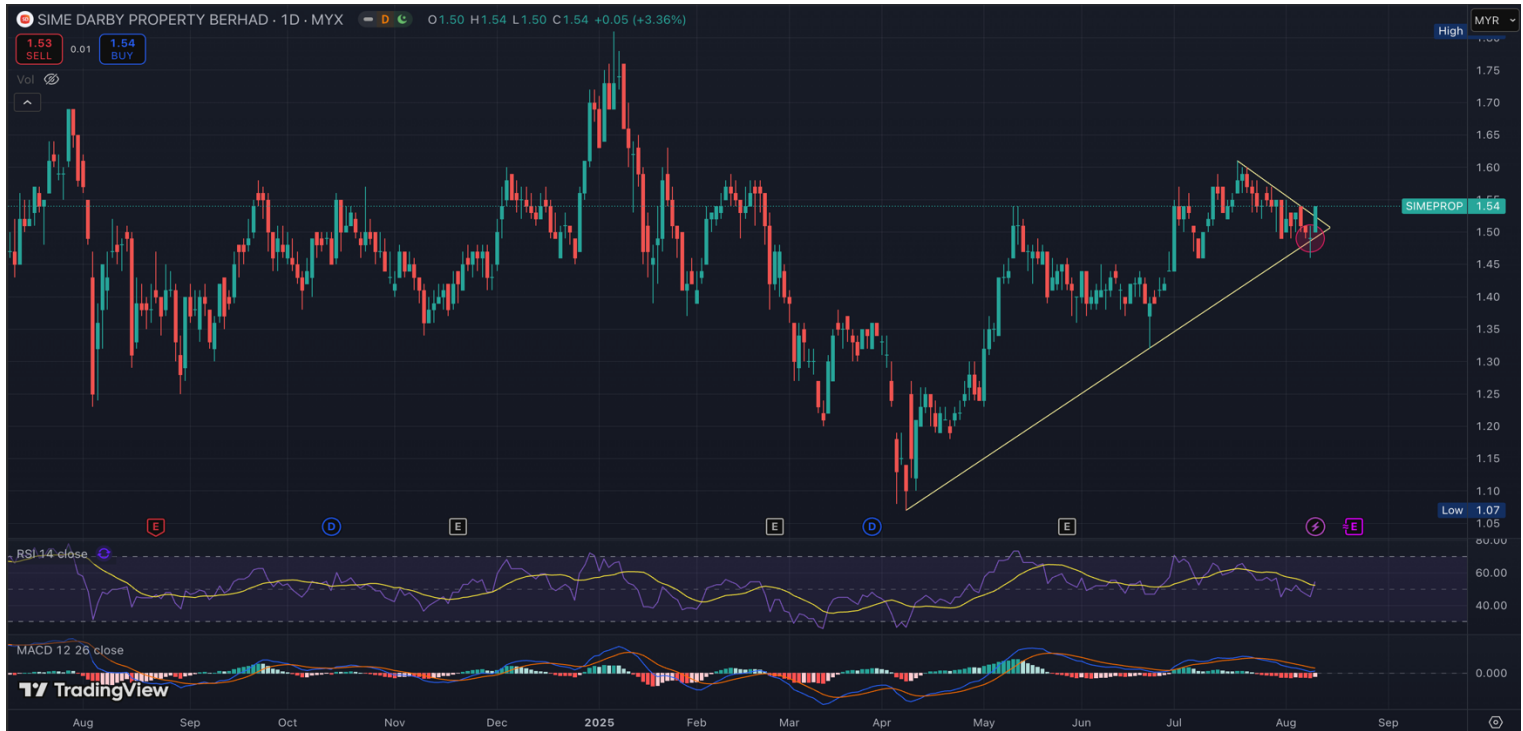 SIME DARBY PROPERTY BERHAD · 1D · MYX D O1.50 H1.54 L1.50 C1.54 +0.05 (+3.36%)
MYR
High
1.53 SELL 0.01 1.54 BUY
Vol
1.75
1.70
1.65
1.60
1.55
SIMEPROP 1.54
1.50
1.45
1.40
1.35
1.30
1.25
1.20
1.15
1.10
Low 1.07
1.05
E D E E D E E
80.00
RSI 14 close
60.00
40.00
MACD 12 26 close
0.000
TradingView
Aug Sep Oct Nov Dec 2025 Feb Mar Apr May Jun Jul Aug Sep